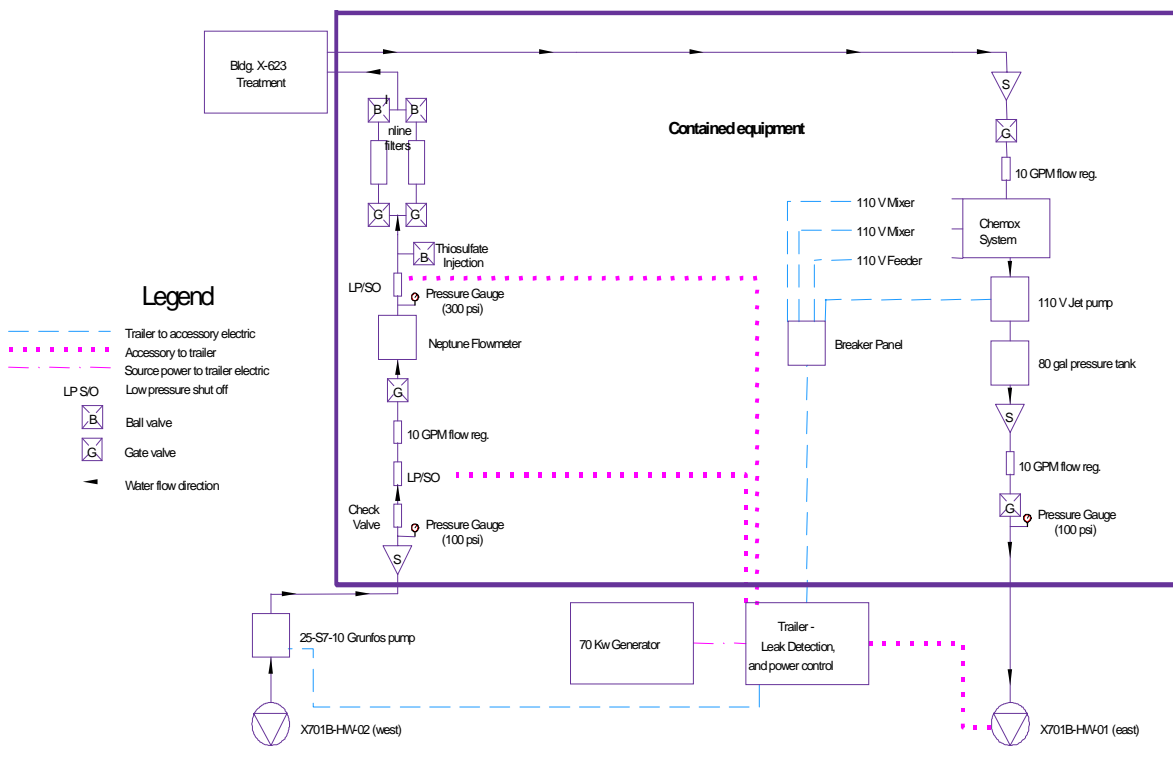 Bldg. X-623
Treatment
B
B
nline
filters
G
G
Thiosulfate
Injection
B
LP/SO
Pressure Gauge
(300 psi)
Neptune Flowmeter
G
10 GPM flow reg.
LP/SO
Check
Valve
Pressure Gauge
(100 psi)
S
25-S7-10 Grunfos pump
X701B-HW-02 (west)
Contained equipment
S
G
10 GPM flow reg.
110 V Mixer
110 V Mixer
110 V Feeder
Chemox
System
110 V Jet pump
Breaker Panel
80 gal pressure tank
S
10 GPM flow reg.
G
Pressure Gauge
(100 psi)
70 Kw Generator
Trailer -
Leak Detection,
and power control
X701B-HW-01 (east)
Legend
Trailer to accessory electric
Accessory to trailer
Source power to trailer electric
LP S/O Low pressure shut off
B Ball valve
G Gate valve
Water flow direction